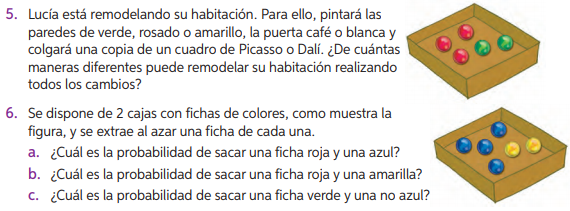 5. Lucía está remodelando su habitación. Para ello, pintará las
paredes de verde, rosado o amarillo, la puerta café o blanca y
colgará una copia de un cuadro de Picasso o Dalí. ¿De cuántas
maneras diferentes puede remodelar su habitación realizando
todos los cambios?
6. Se dispone de 2 cajas con fichas de colores, como muestra la
figura, y se extrae al azar una ficha de cada una.
a. ¿Cuál es la probabilidad de sacar una ficha roja y una azul?
b. ¿Cuál es la probabilidad de sacar una ficha roja y una amarilla?
c. ¿Cuál es la probabilidad de sacar una ficha verde y una no azul?